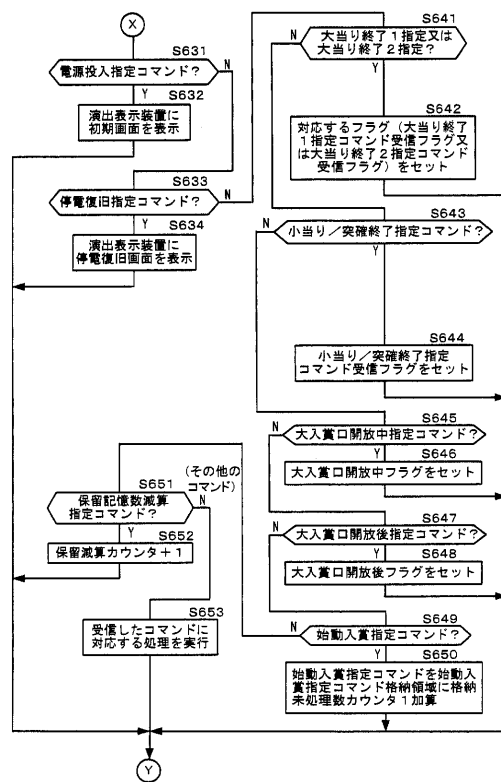 X
S631
電源投入指定コマンド?
N
Y
S632
演出表示装置に
初期画面を表示
S633
停電復旧指定コマンド?
N
Y
S634
演出表示装置に
停電復旧画面を表示
S641
大当り終了1指定又は
大当り終了2指定?
N
Y
S642
対応するフラグ(大当り終了
1指定コマンド受信フラグ又
は大当り終了2指定コマンド
受信フラグ)をセット
S643
小当り/突確終了指定コマンド?
N
Y
S644
小当り/突確終了指定
コマンド受信フラグをセット
S645
大入賞口開放中指定コマンド?
N
Y
S646
大入賞口開放中フラグをセット
S647
大入賞口開放後指定コマンド?
N
Y
S648
大入賞口開放後フラグをセット
S649
始動入賞指定コマンド?
N
Y
S650
始動入賞指定コマンドを始動入
賞指定コマンド格納領域に格納
未処理数カウンタ1加算
S651
保留記憶数減算
指定コマンド?
(その他の
コマンド)
N
Y
S652
保留減算カウンタ+1
S653
受信したコマンドに
対応する処理を実行
Y